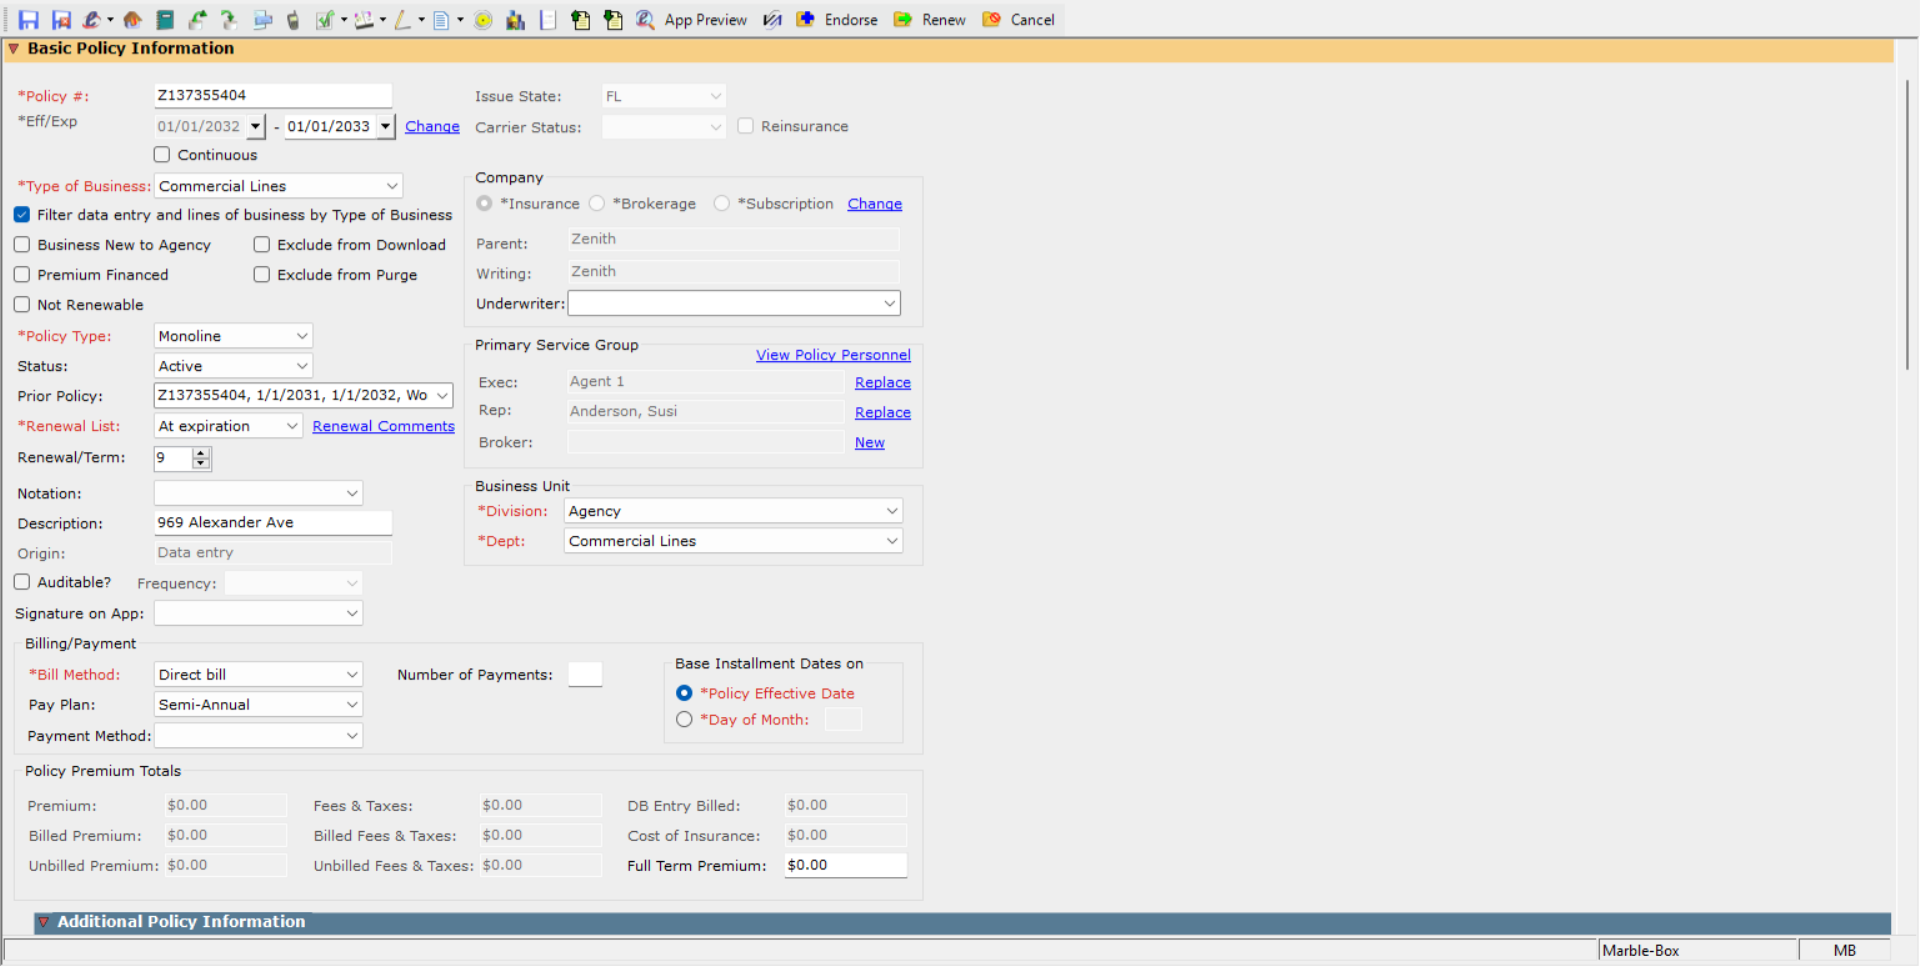 App Preview Endorse Renew Cancel
Basic Policy Information
*Policy #: Z137355404 Issue State: FL
*Eff/Exp 01/01/2032 - 01/01/2033 Change Carrier Status: Reinsurance
Continuous
*Type of Business: Commercial Lines
Company
*Insurance *Brokerage *Subscription Change
Filter data entry and lines of business by Type of Business
Business New to Agency Exclude from Download
Parent: Zenith
Premium Financed Exclude from Purge
Writing: Zenith
Not Renewable
Underwriter:
*Policy Type: Monoline
Primary Service Group
View Policy Personnel
Status: Active
Exec: Agent 1 Replace
Prior Policy: Z137355404, 1/1/2031, 1/1/2032, Wo
Rep: Anderson, Susi Replace
*Renewal List: At expiration Renewal Comments
Broker: New
Renewal/Term: 9
Business Unit
Notation:
*Division: Agency
Description: 969 Alexander Ave
*Dept: Commercial Lines
Origin: Data entry
Auditable? Frequency:
Signature on App:
Billing/Payment
*Bill Method: Direct bill Number of Payments:
Base Installment Dates on
*Policy Effective Date
Pay Plan: Semi-Annual
*Day of Month:
Payment Method:
Policy Premium Totals
Premium: $0.00 Fees & Taxes: $0.00 DB Entry Billed: $0.00
Billed Premium: $0.00 Billed Fees & Taxes: $0.00 Cost of Insurance: $0.00
Unbilled Premium: $0.00 Unbilled Fees & Taxes: $0.00 Full Term Premium: $0.00
Additional Policy Information
Marble-Box MB